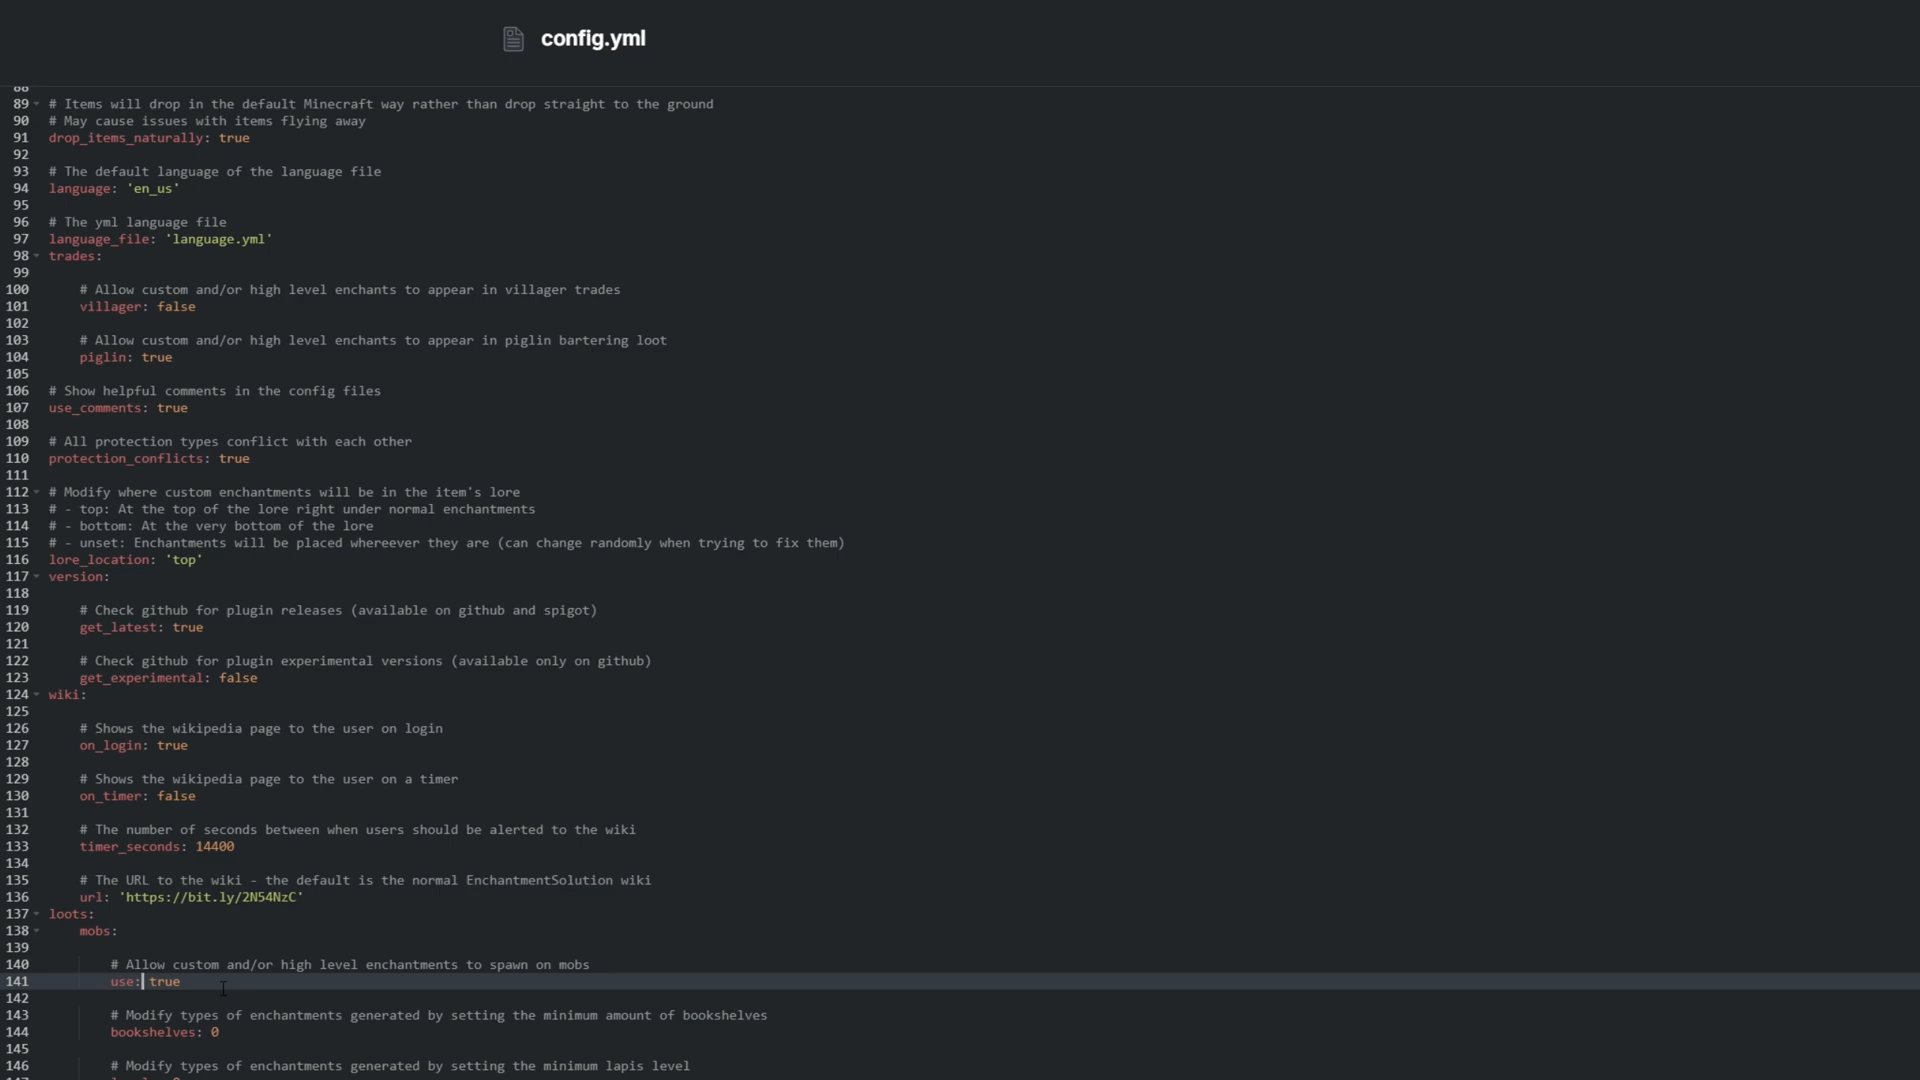 config.yml
88
89 # Items will drop in the default Minecraft way rather than drop straight to the ground
90 # May cause issues with items flying away
91 drop_items_naturally: true
92
93 # The default language of the language file
94 language: 'en_us'
95
96 # The yml language file
97 language_file: 'language.yml'
98 trades:
99
100 # Allow custom and/or high level enchants to appear in villager trades
101 villager: false
102
103 # Allow custom and/or high level enchants to appear in piglin bartering loot
104 piglin: true
105
106 # Show helpful comments in the config files
107 use_comments: true
108
109 # All protection types conflict with each other
110 protection_conflicts: true
111
112 # Modify where custom enchantments will be in the item's lore
113 # - top: At the top of the lore right under normal enchantments
114 # - bottom: At the very bottom of the lore
115 # - unset: Enchantments will be placed whereever they are (can change randomly when trying to fix them)
116 lore_location: 'top'
117 version:
118
119 # Check github for plugin releases (available on github and spigot)
120 get_latest: true
121
122 # Check github for plugin experimental versions (available only on github)
123 get_experimental: false
124 wiki:
125
126 # Shows the wikipedia page to the user on login
127 on_login: true
128
129 # Shows the wikipedia page to the user on a timer
130 on_timer: false
131
132 # The number of seconds between when users should be alerted to the wiki
133 timer_seconds: 14400
134
135 # The URL to the wiki - the default is the normal EnchantmentSolution wiki
136 url: 'https://bit.ly/2N54NzC'
137 loots:
138 mobs:
139
140 # Allow custom and/or high level enchantments to spawn on mobs
141 use: true
142
143 # Modify types of enchantments generated by setting the minimum amount of bookshelves
144 bookshelves: 0
145
146 # Modify types of enchantments generated by setting the minimum lapis level